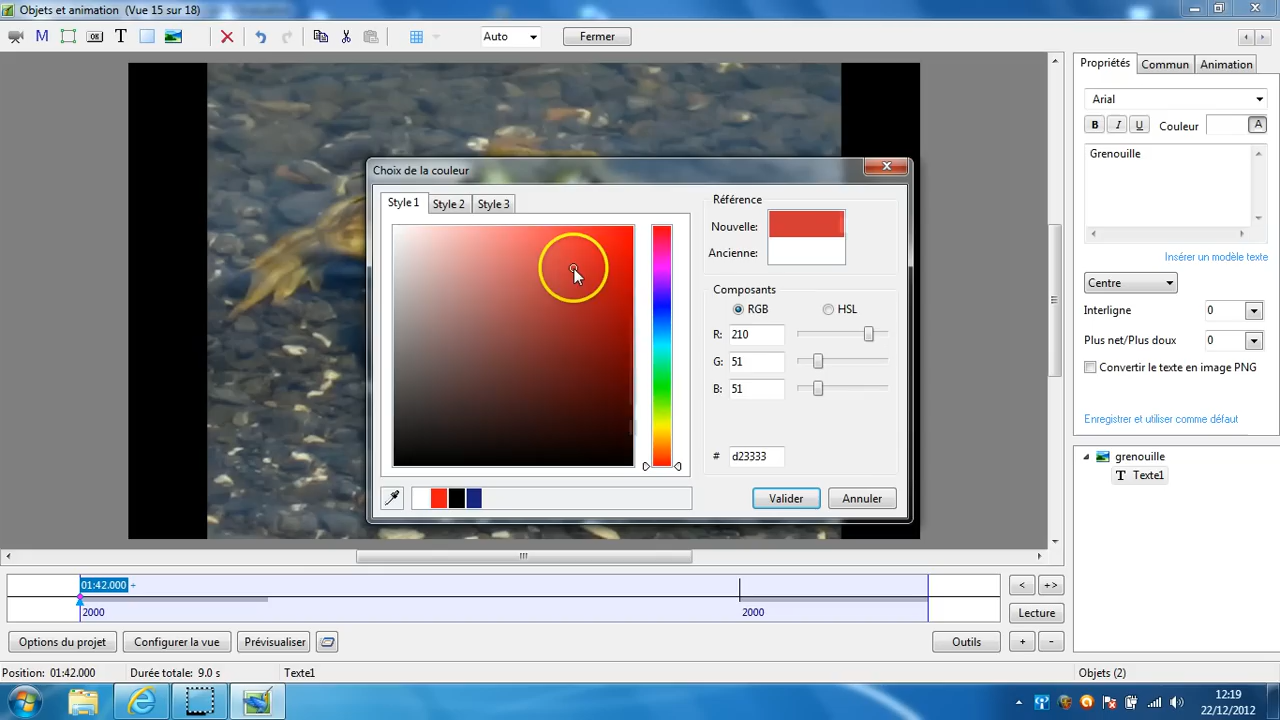 Objets et animation (Vue 15 sur 18)
M OK T Auto Fermer
Propriétés Commun Animation
Arial
B I U Couleur A
Grenouille
Insérer un modèle texte
Centre
Interligne 0
Plus net/Plus doux 0
Convertir le texte en image PNG
Enregistrer et utiliser comme défaut
grenouille
T Texte1
Choix de la couleur
Style 1 Style 2 Style 3
Référence
Nouvelle:
Ancienne:
Composants
RGB HSL
R: 210
G: 51
B: 51
# d23333
Valider Annuler
01:42.000 +
2000 2000
< +>
Lecture
Options du projet Configurer la vue Prévisualiser Outils + -
Position: 01:42.000 Durée totale: 9.0 s Texte1 Objets (2)
12:19
22/12/2012